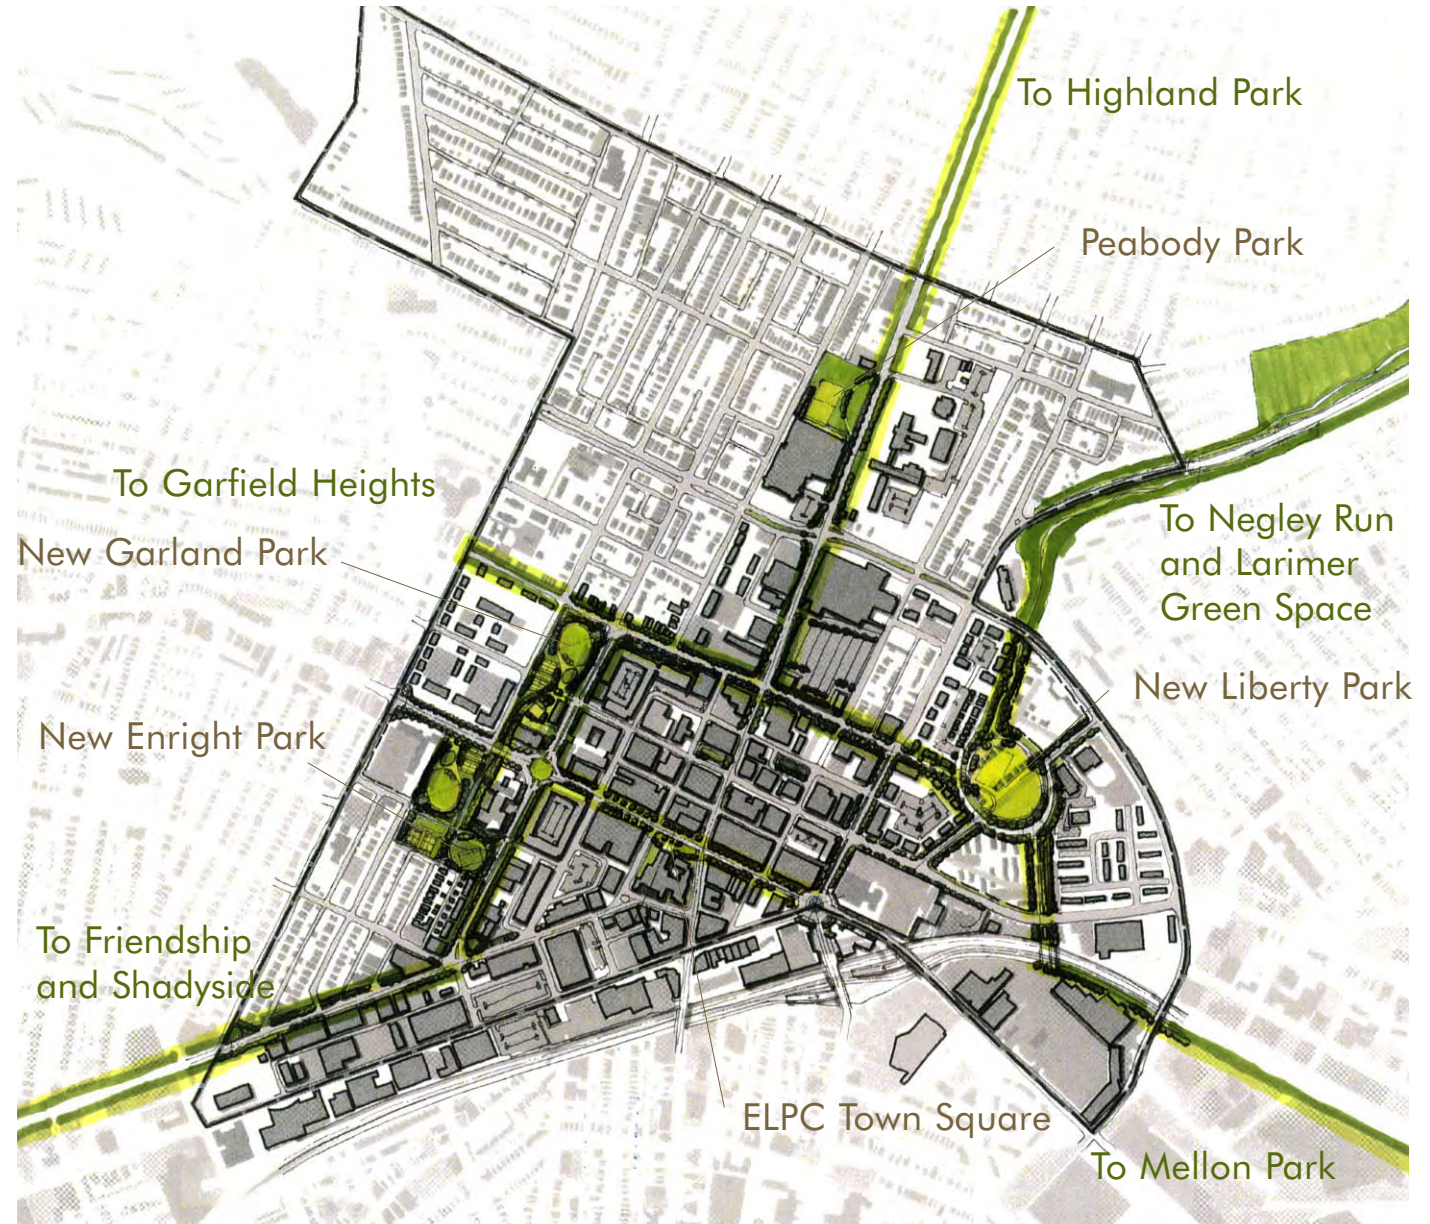 To Highland Park
Peabody Park
To Garfield Heights
New Garland Park
To Negley Run
and Larimer
Green Space
New Liberty Park
New Enright Park
To Friendship
and Shadyside
ELPC Town Square
To Mellon Park